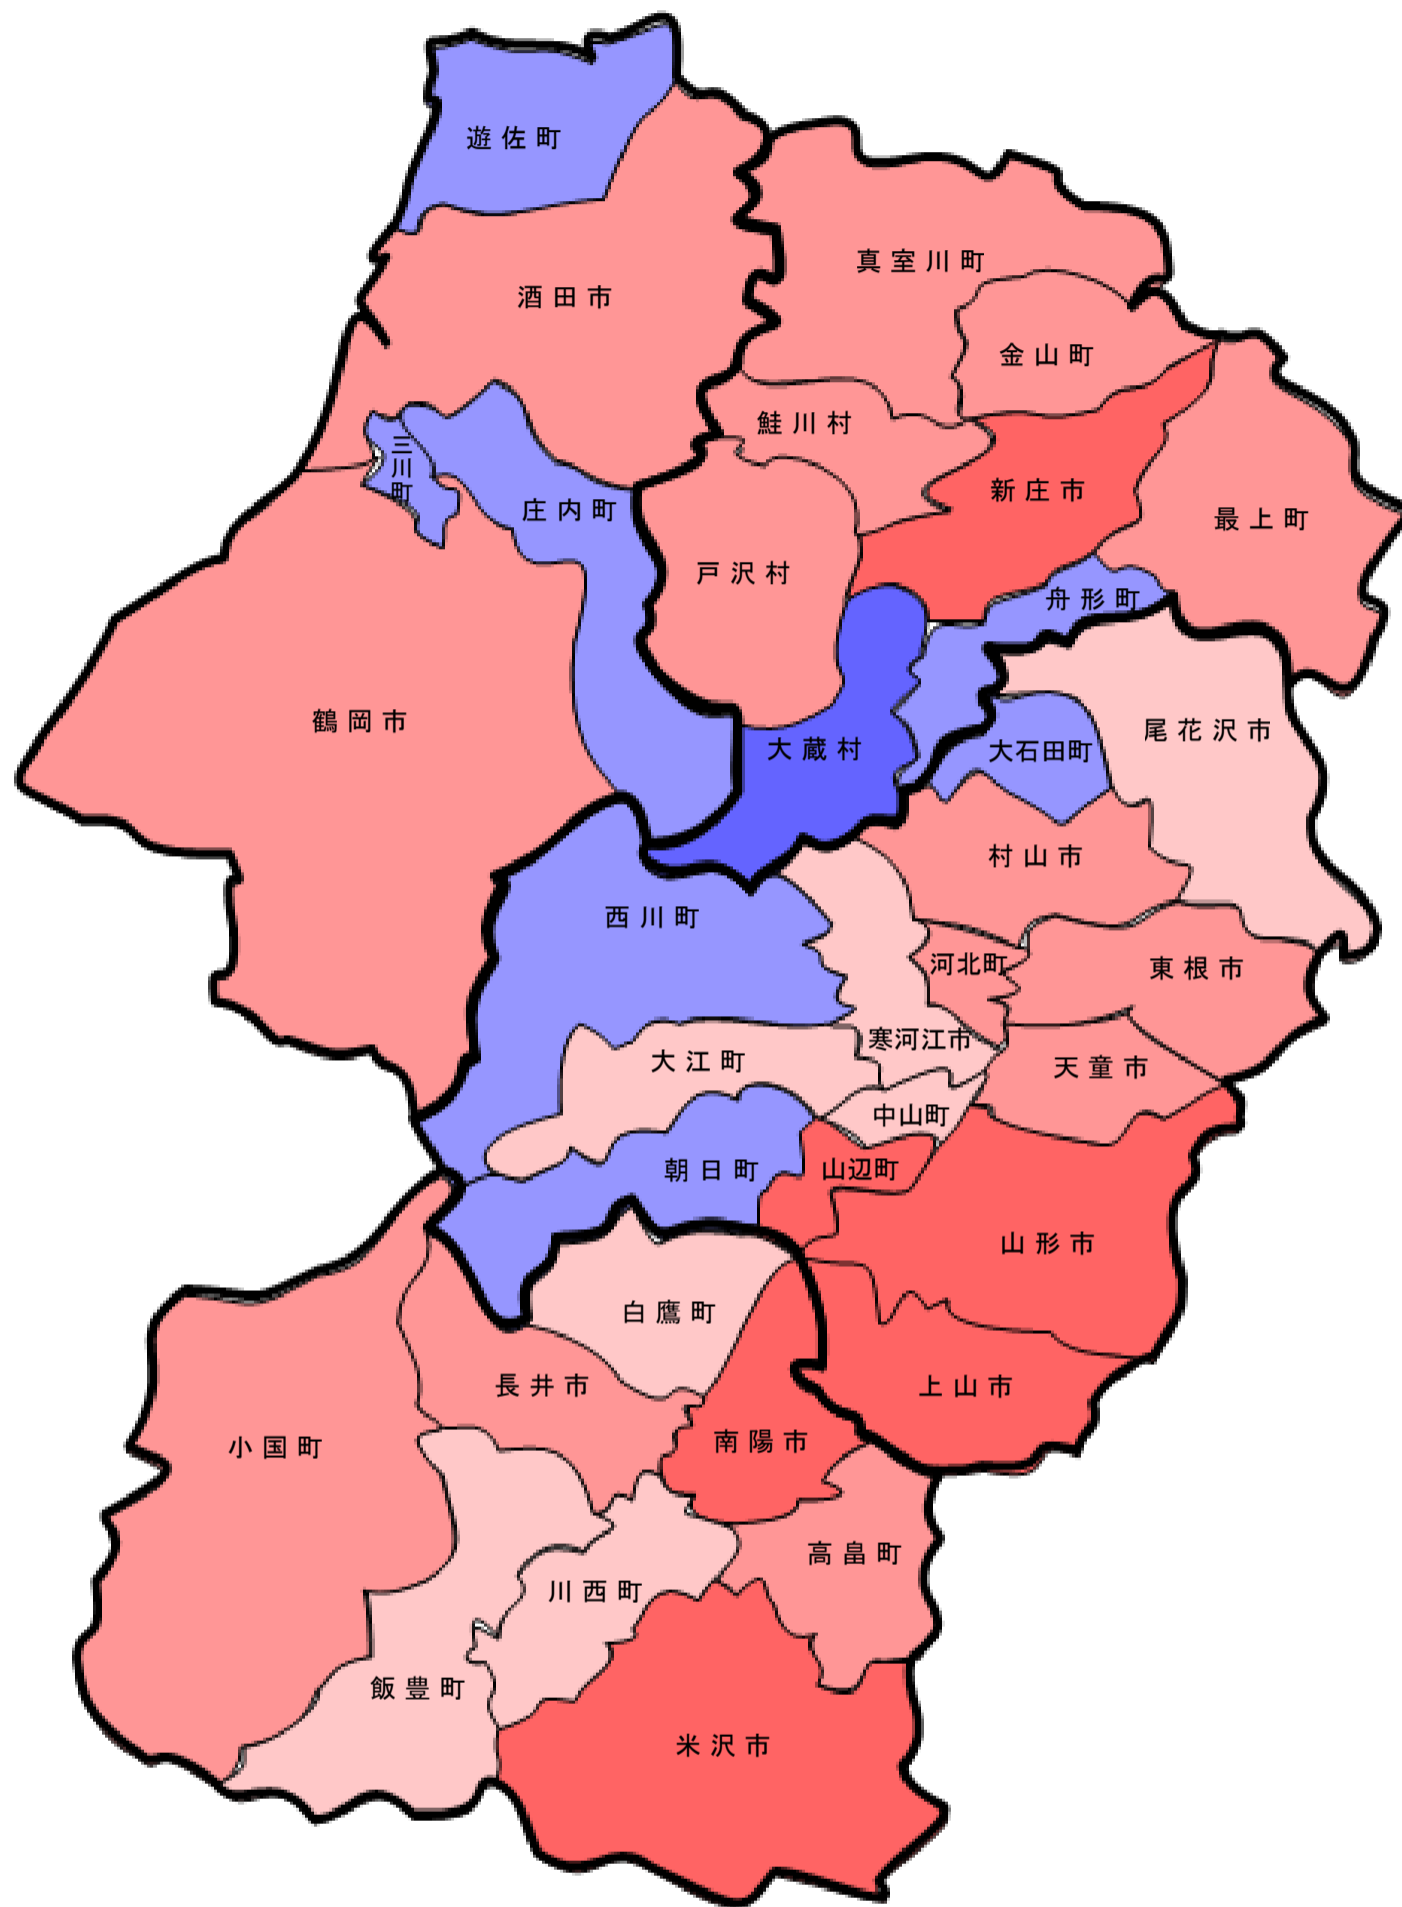 遊佐町
酒田市
真室川町
金山町
鮭川村
三川町
庄内町
新庄市
最上町
戸沢村
舟形町
鶴岡市
大蔵村
大石田町
尾花沢市
村山市
西川町
河北町
東根市
寒河江市
大江町
天童市
中山町
朝日町
山辺町
山形市
白鷹町
長井市
上山市
小国町
南陽市
高畠町
川西町
飯豊町
米沢市